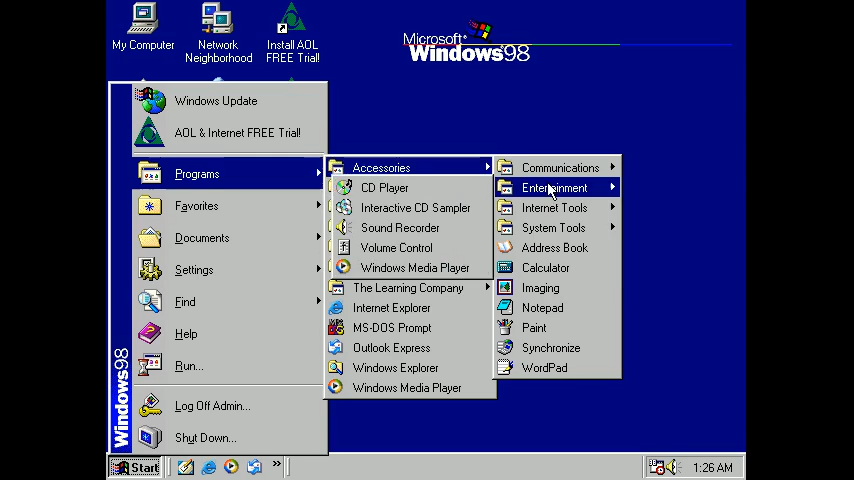 My Computer
Network
Neighborhood
Install AOL
FREE Trial!
Microsoft
Windows 98
Windows Update
AOL & Internet FREE Trial!
Programs
Favorites
Documents
Settings
Find
Help
Run...
Log Off Admin...
Shut Down...
Windows98
Accessories
CD Player
Interactive CD Sampler
Sound Recorder
Volume Control
Windows Media Player
The Learning Company
Internet Explorer
MS-DOS Prompt
Outlook Express
Windows Explorer
Windows Media Player
Communications
Entertainment
Internet Tools
System Tools
Address Book
Calculator
Imaging
Notepad
Paint
Synchronize
WordPad
Start
1:26 AM